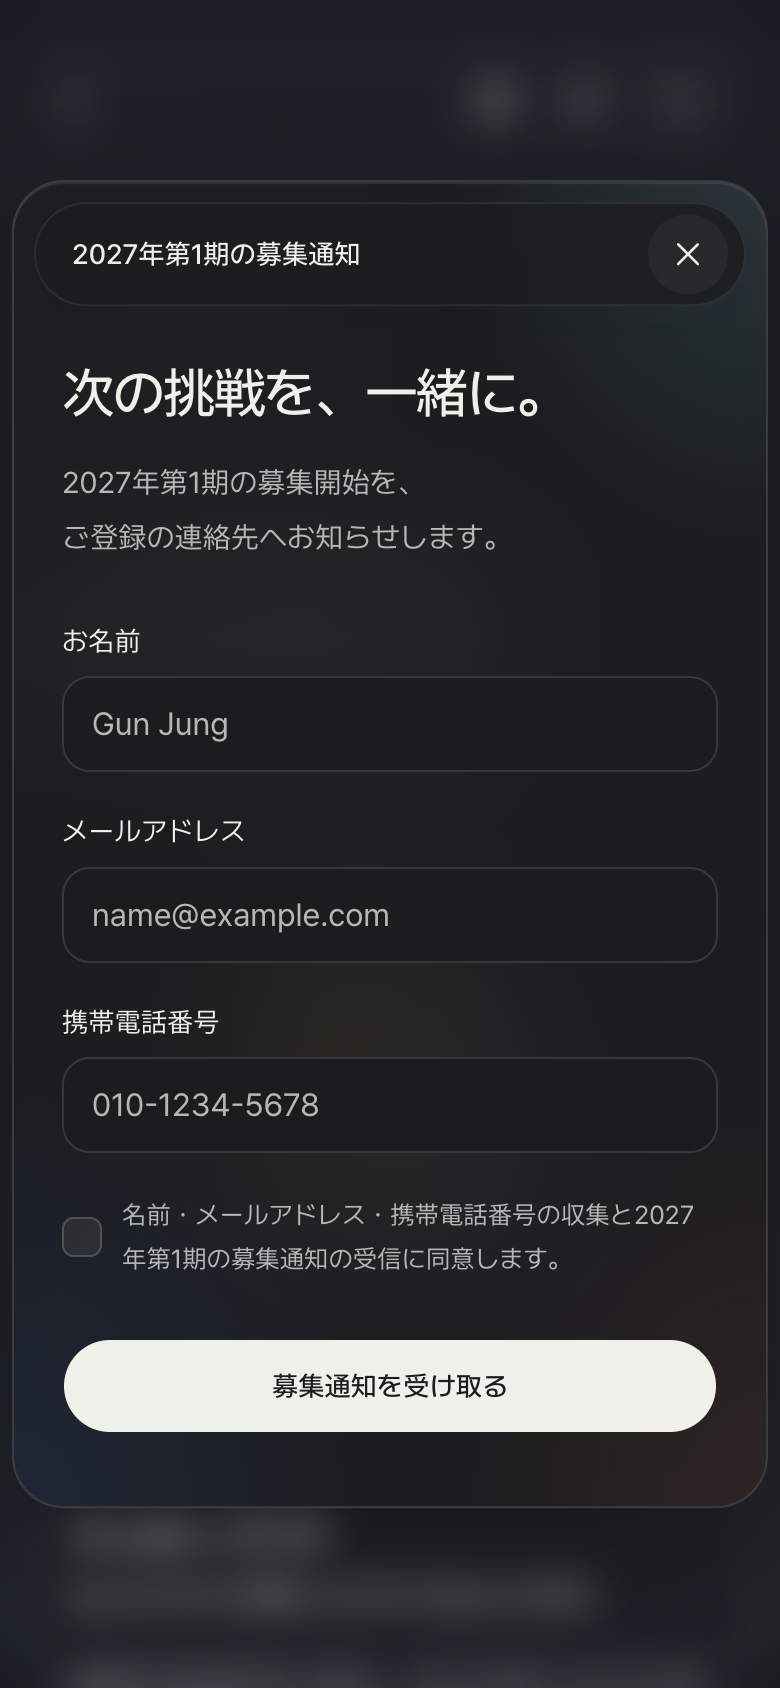 2027年第1期の募集通知
次の挑戦を、一緒に。
2027年第1期の募集開始を、
ご登録の連絡先へお知らせします。
お名前
Gun Jung
メールアドレス
name@example.com
携帯電話番号
010-1234-5678
名前・メールアドレス・携帯電話番号の収集と2027
年第1期の募集通知の受信に同意します。
募集通知を受け取る